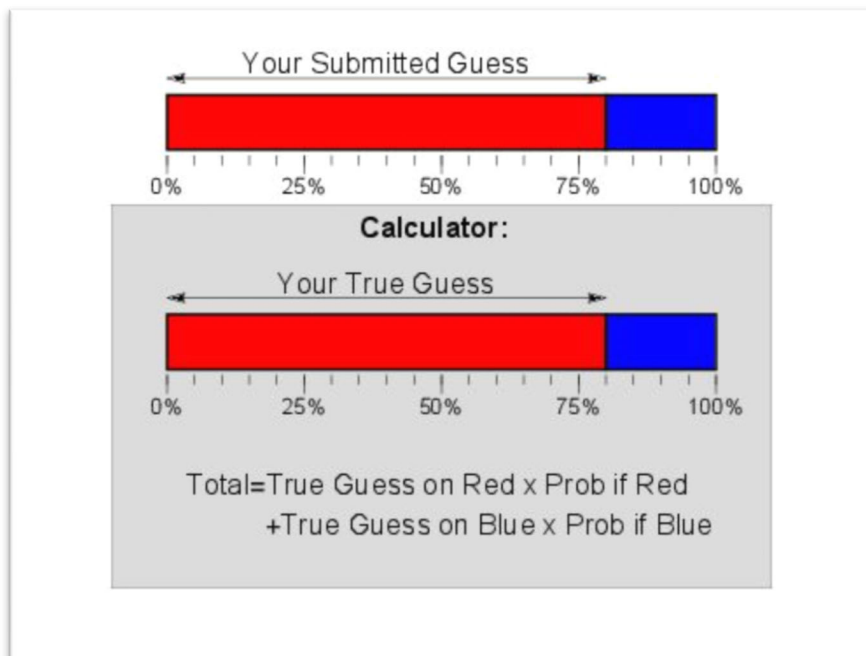 Your Submitted Guess
0% 25% 50% 75% 100%
Calculator:
Your True Guess
0% 25% 50% 75% 100%
Total=True Guess on Red x Prob if Red
+True Guess on Blue x Prob if Blue